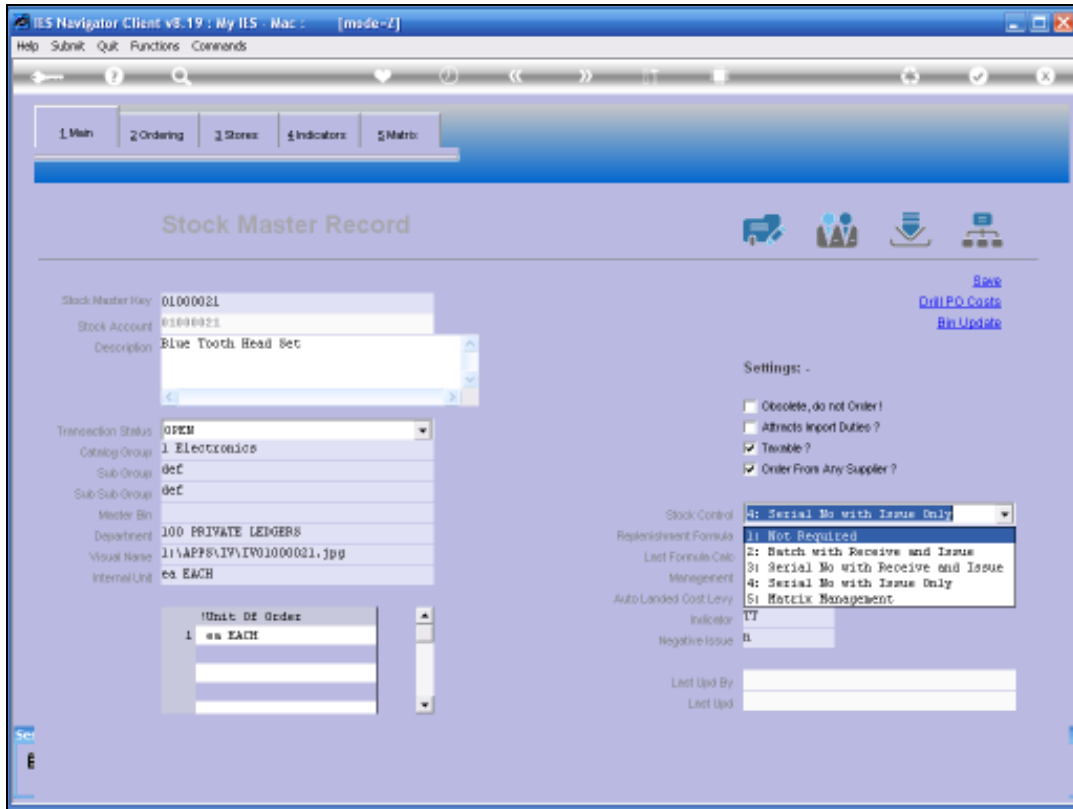 IES Navigator Client v8.19 : My IES - Mac : [mode=Z]
Help Submit Quit Functions Commands
1 Main 2 Ordering 3 Stores 4 Indicators 5 Matrix
Stock Master Record
Save
Drill PO Costs
Bin Update
Stock Master Key 01000021
Stock Account 01000021
Description Blue Tooth Head Set
Settings: -
Obsolete, do not Order !
Attracts Import Duties ?
Taxable ?
Order From Any Supplier ?
Transaction Status OPEN
Catalog Group 1 Electronics
Sub Group def
Sub Sub Group def
Master Bin
Department 100 PRIVATE LEDGERS
Visual Name 1:\APPS\IV\IV01000021.jpg
Internal Unit ea EACH
!Unit Of Order
1 ea EACH
Stock Control 4: Serial No with Issue Only
Replenishment Formula 1: Not Required
Last Formula Calc 2: Batch with Receive and Issue
3: Serial No with Receive and Issue
Management 4: Serial No with Issue Only
Auto Landed Cost Levy 5: Matrix Management
Indicator
Negative Issue n
Last Upd By
Last Upd